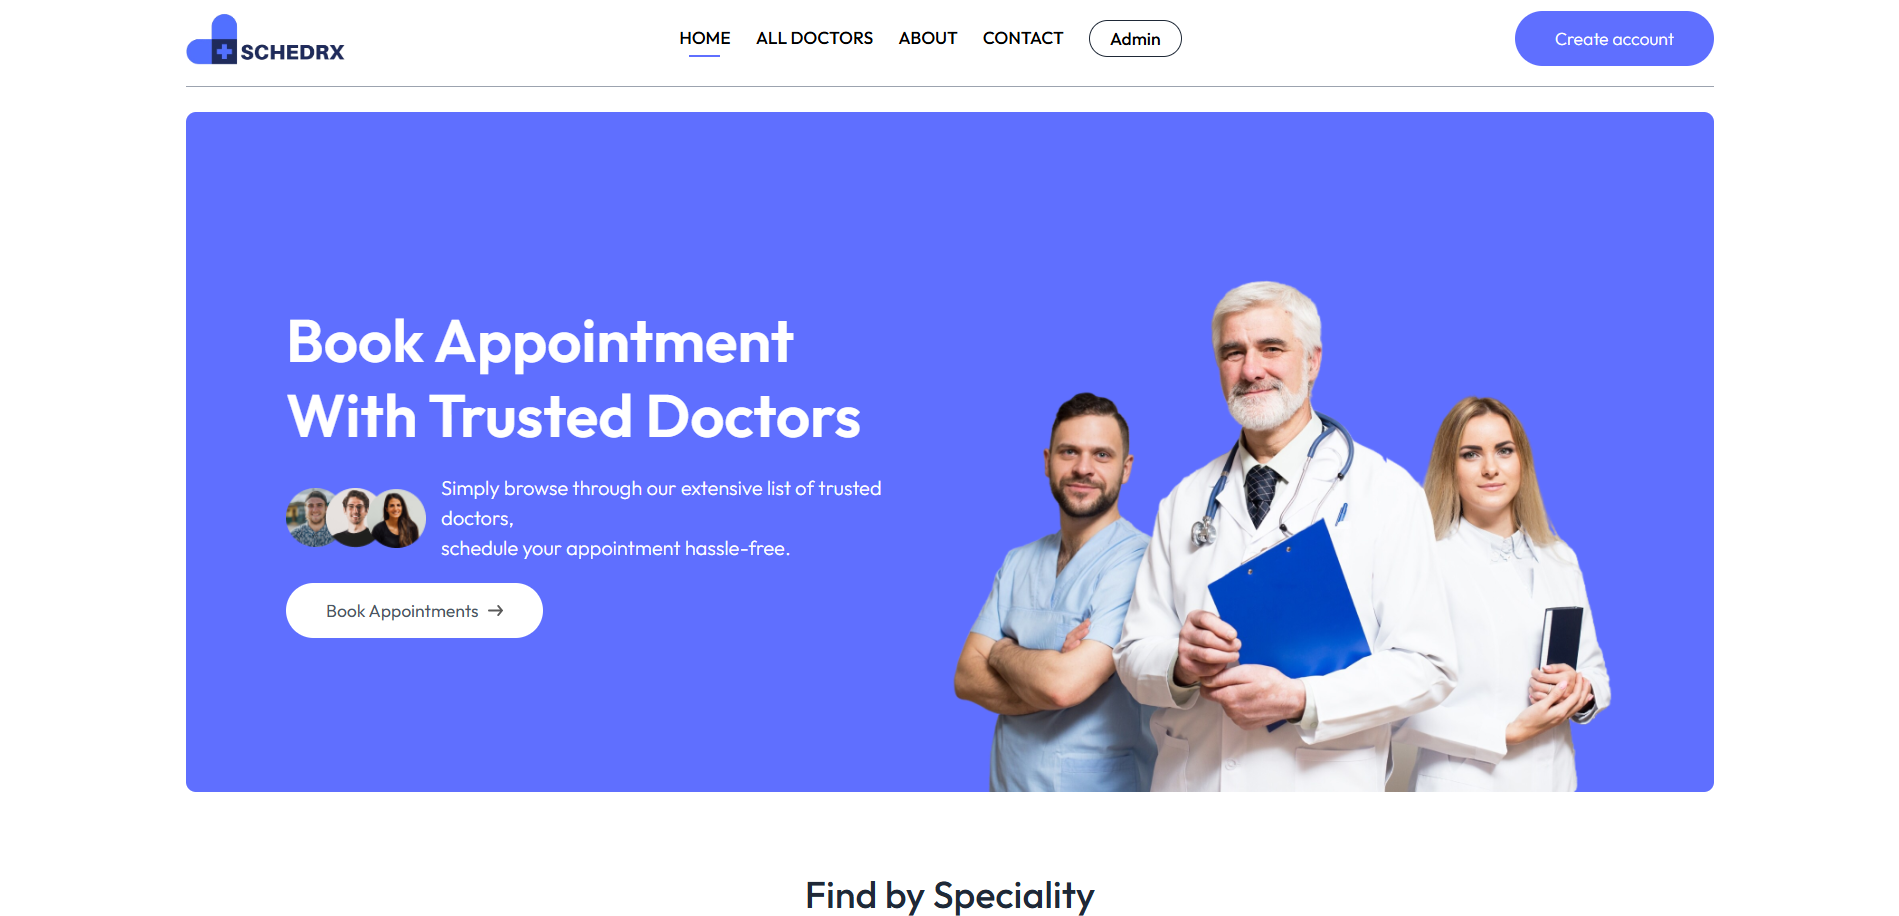 SCHEDRX
HOME ALL DOCTORS ABOUT CONTACT Admin
Create account
Book Appointment
With Trusted Doctors
Simply browse through our extensive list of trusted
doctors,
schedule your appointment hassle-free.
Book Appointments →
Find by Speciality